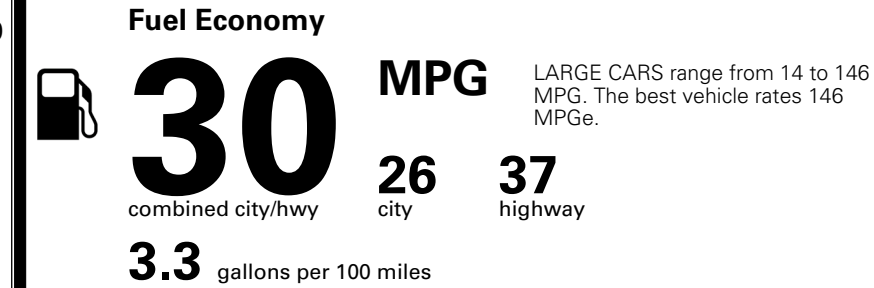 Fuel Economy
30 MPG
LARGE CARS range from 14 to 146
MPG. The best vehicle rates 146
MPGe.
26 37
combined city/hwy city highway
3.3 gallons per 100 miles